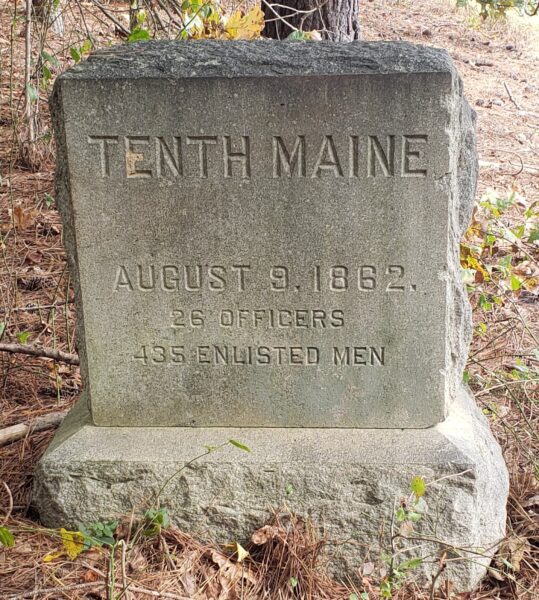 TENTH MAINE
AUGUST 9. 1862.
26 OFFICERS
435 ENLISTED MEN